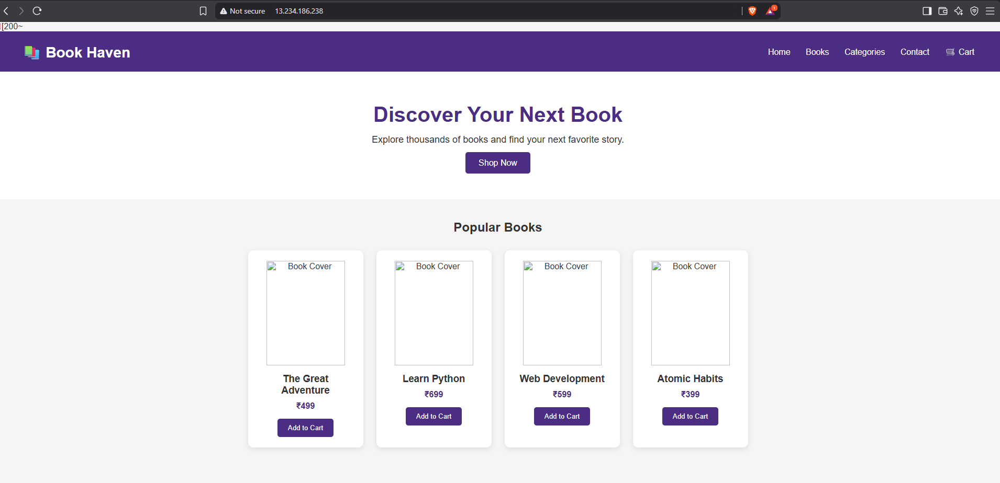 Not secure 13.234.186.238
1
[200~
Book Haven
Home Books Categories Contact Cart
Discover Your Next Book
Explore thousands of books and find your next favorite story.
Shop Now
Popular Books
Book Cover Book Cover Book Cover Book Cover
The Great
Adventure
₹499
Add to Cart
Learn Python
₹699
Add to Cart
Web Development
₹599
Add to Cart
Atomic Habits
₹399
Add to Cart